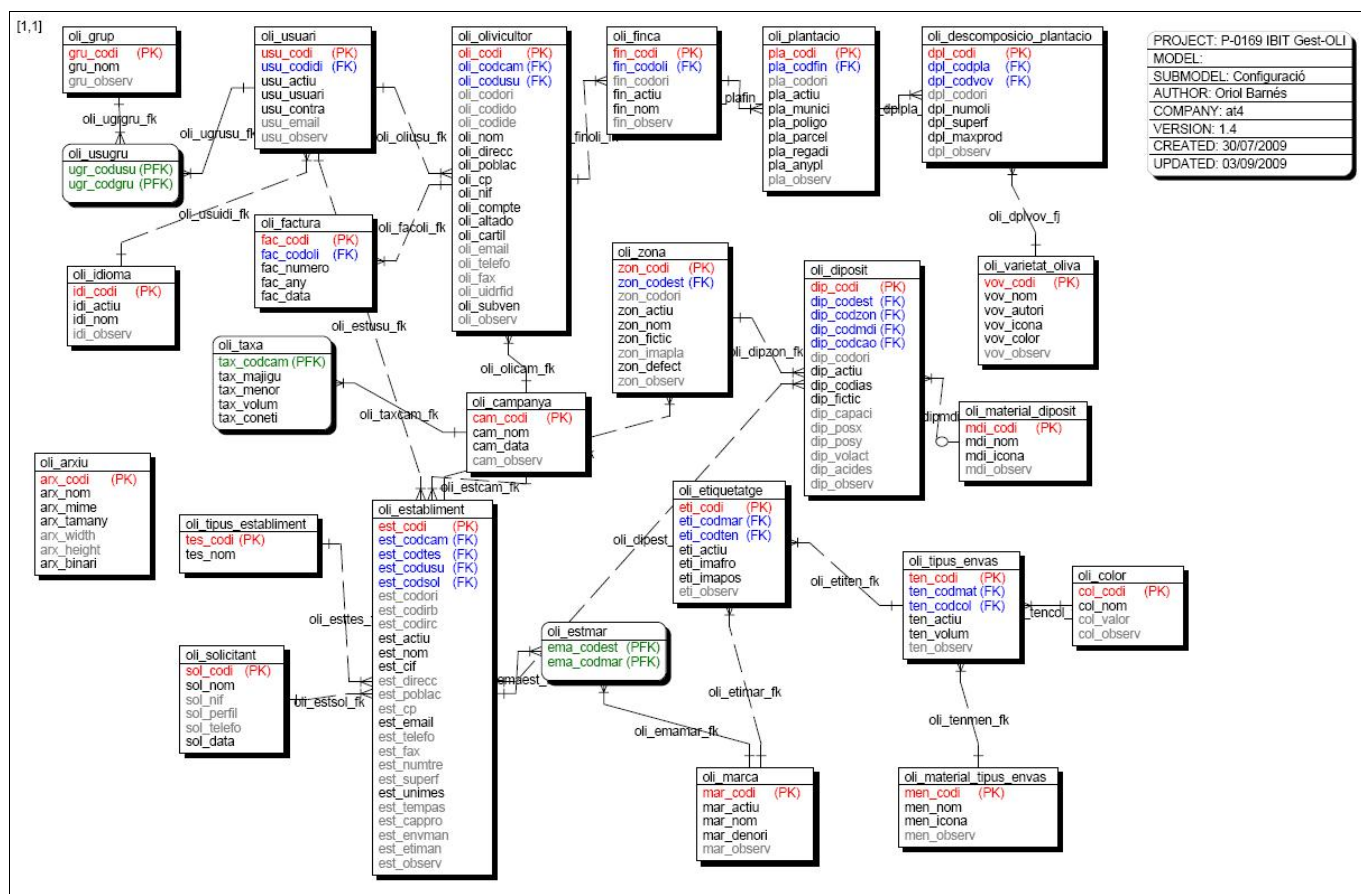 [1,1]
oli_grup
gru_codi (PK)
gru_nom
gru_observ
oli_ugrgru_fk
oli_usugru
ugr_codusu (PFK)
ugr_codgru (PFK)
oli_ugrusu_fk
oli_usuari
usu_codi (PK)
usu_codidi (FK)
usu_actiu
usu_usuari
usu_contra
usu_email
usu_observ
oli_oliusu_fk
oli_usuidi_fk
oli_idioma
idi_codi (PK)
idi_actiu
idi_nom
idi_observ
oli_factura
fac_codi (PK)
fac_codoli (FK)
fac_numero
fac_any
fac_data
oli_facoli_fk
oli_estusu_fk
oli_olivicultor
oli_codi (PK)
oli_codcam (FK)
oli_codusu (FK)
oli_codori
oli_codido
oli_codide
oli_nom
oli_direcc
oli_poblac
oli_cp
oli_nif
oli_compte
oli_altado
oli_cartil
oli_email
oli_telefo
oli_fax
oli_uidrfid
oli_subven
oli_observ
oli_olicam_fk
finoli_fk
oli_finca
fin_codi (PK)
fin_codoli (FK)
fin_codori
fin_actiu
fin_nom
fin_observ
plafin
oli_plantacio
pla_codi (PK)
pla_codfin (FK)
pla_codori
pla_actiu
pla_munici
pla_poligo
pla_parcel
pla_regadi
pla_anypl
pla_observ
dplpla
oli_descomposicio_plantacio
dpl_codi (PK)
dpl_codpla (FK)
dpl_codvov (FK)
dpl_codori
dpl_numoli
dpl_superf
dpl_maxprod
dpl_observ
oli_dplvov_fj
PROJECT: P-0169 IBIT Gest-OLI
MODEL:
SUBMODEL: Configuració
AUTHOR: Oriol Barnés
COMPANY: at4
VERSION: 1.4
CREATED: 30/07/2009
UPDATED: 03/09/2009
oli_varietat_oliva
vov_codi (PK)
vov_nom
vov_autori
vov_icona
vov_color
vov_observ
oli_zona
zon_codi (PK)
zon_codest (FK)
zon_codori
zon_actiu
zon_nom
zon_fictic
zon_imapla
zon_defect
zon_observ
oli_dipzon_fk
oli_diposit
dip_codi (PK)
dip_codest (FK)
dip_codzon (FK)
dip_codmdi (FK)
dip_codcao (FK)
dip_codori
dip_actiu
dip_codias
dip_fictic
dip_capaci
dip_posx
dip_posy
dip_volact
dip_acides
dip_observ
dipmdi
oli_material_diposit
mdi_codi (PK)
mdi_nom
mdi_icona
mdi_observ
oli_taxa
tax_codcam (PFK)
tax_majigu
tax_menor
tax_volum
tax_coneti
oli_taxcam_fk
oli_campanya
cam_codi (PK)
cam_nom
cam_data
cam_observ
oli_estcam_fk
oli_arxiu
arx_codi (PK)
arx_nom
arx_mime
arx_tamany
arx_width
arx_height
arx_binari
oli_tipus_establiment
tes_codi (PK)
tes_nom
oli_esttes_
oli_solicitant
sol_codi (PK)
sol_nom
sol_nif
sol_perfil
sol_telefo
sol_data
oli_estsol_fk
oli_establiment
est_codi (PK)
est_codcam (FK)
est_codtes (FK)
est_codusu (FK)
est_codsol (FK)
est_codori
est_codirb
est_codirc
est_actiu
est_nom
est_cif
est_direcc
est_poblac
est_cp
est_email
est_telefo
est_fax
est_numtre
est_superf
est_unimes
est_tempas
est_cappro
est_envman
est_etiman
est_observ
emaest_
oli_estmar
ema_codest (PFK)
ema_codmar (PFK)
oli_emamar_fk
oli_dipest_
oli_etiquetatge
eti_codi (PK)
eti_codmar (FK)
eti_codten (FK)
eti_actiu
eti_imafro
eti_imapos
eti_observ
oli_etiten_fk
oli_etimar_fk
oli_marca
mar_codi (PK)
mar_actiu
mar_nom
mar_denori
mar_observ
oli_tipus_envas
ten_codi (PK)
ten_codmat (FK)
ten_codcol (FK)
ten_actiu
ten_volum
ten_observ
tencol
oli_color
col_codi (PK)
col_nom
col_valor
col_observ
oli_tenmen_fk
oli_material_tipus_envas
men_codi (PK)
men_nom
men_icona
men_observ